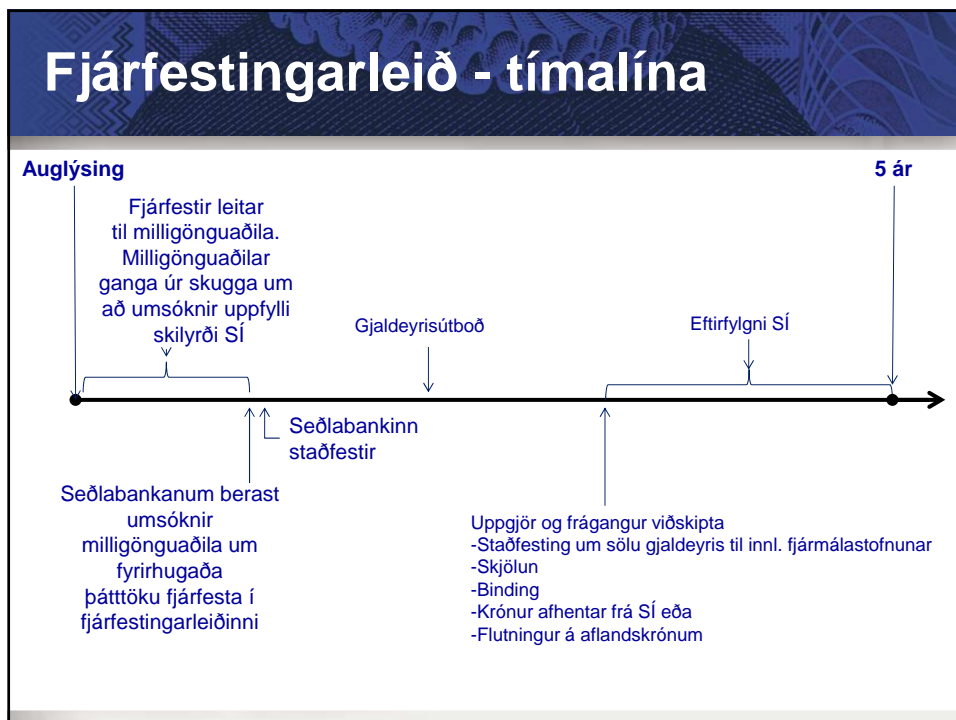 Fjárfestingarleið - tímalína
Auglýsing
5 ár
Fjárfestir leitar
til milligönguaðila.
Milligönguaðilar
ganga úr skugga um
að umsóknir uppfylli
skilyrði SÍ
Gjaldeyrisútboð
Eftirfylgni SÍ
Seðlabankinn
staðfestir
Seðlabankanum berast
umsóknir
milligönguaðila um
fyrirhugaða
þátttöku fjárfesta í
fjárfestingarleiðinni
Uppgjör og frágangur viðskipta
-Staðfesting um sölu gjaldeyris til innl. fjármálastofnunar
-Skjölun
-Binding
-Krónur afhentar frá SÍ eða
-Flutningur á aflandskrónum